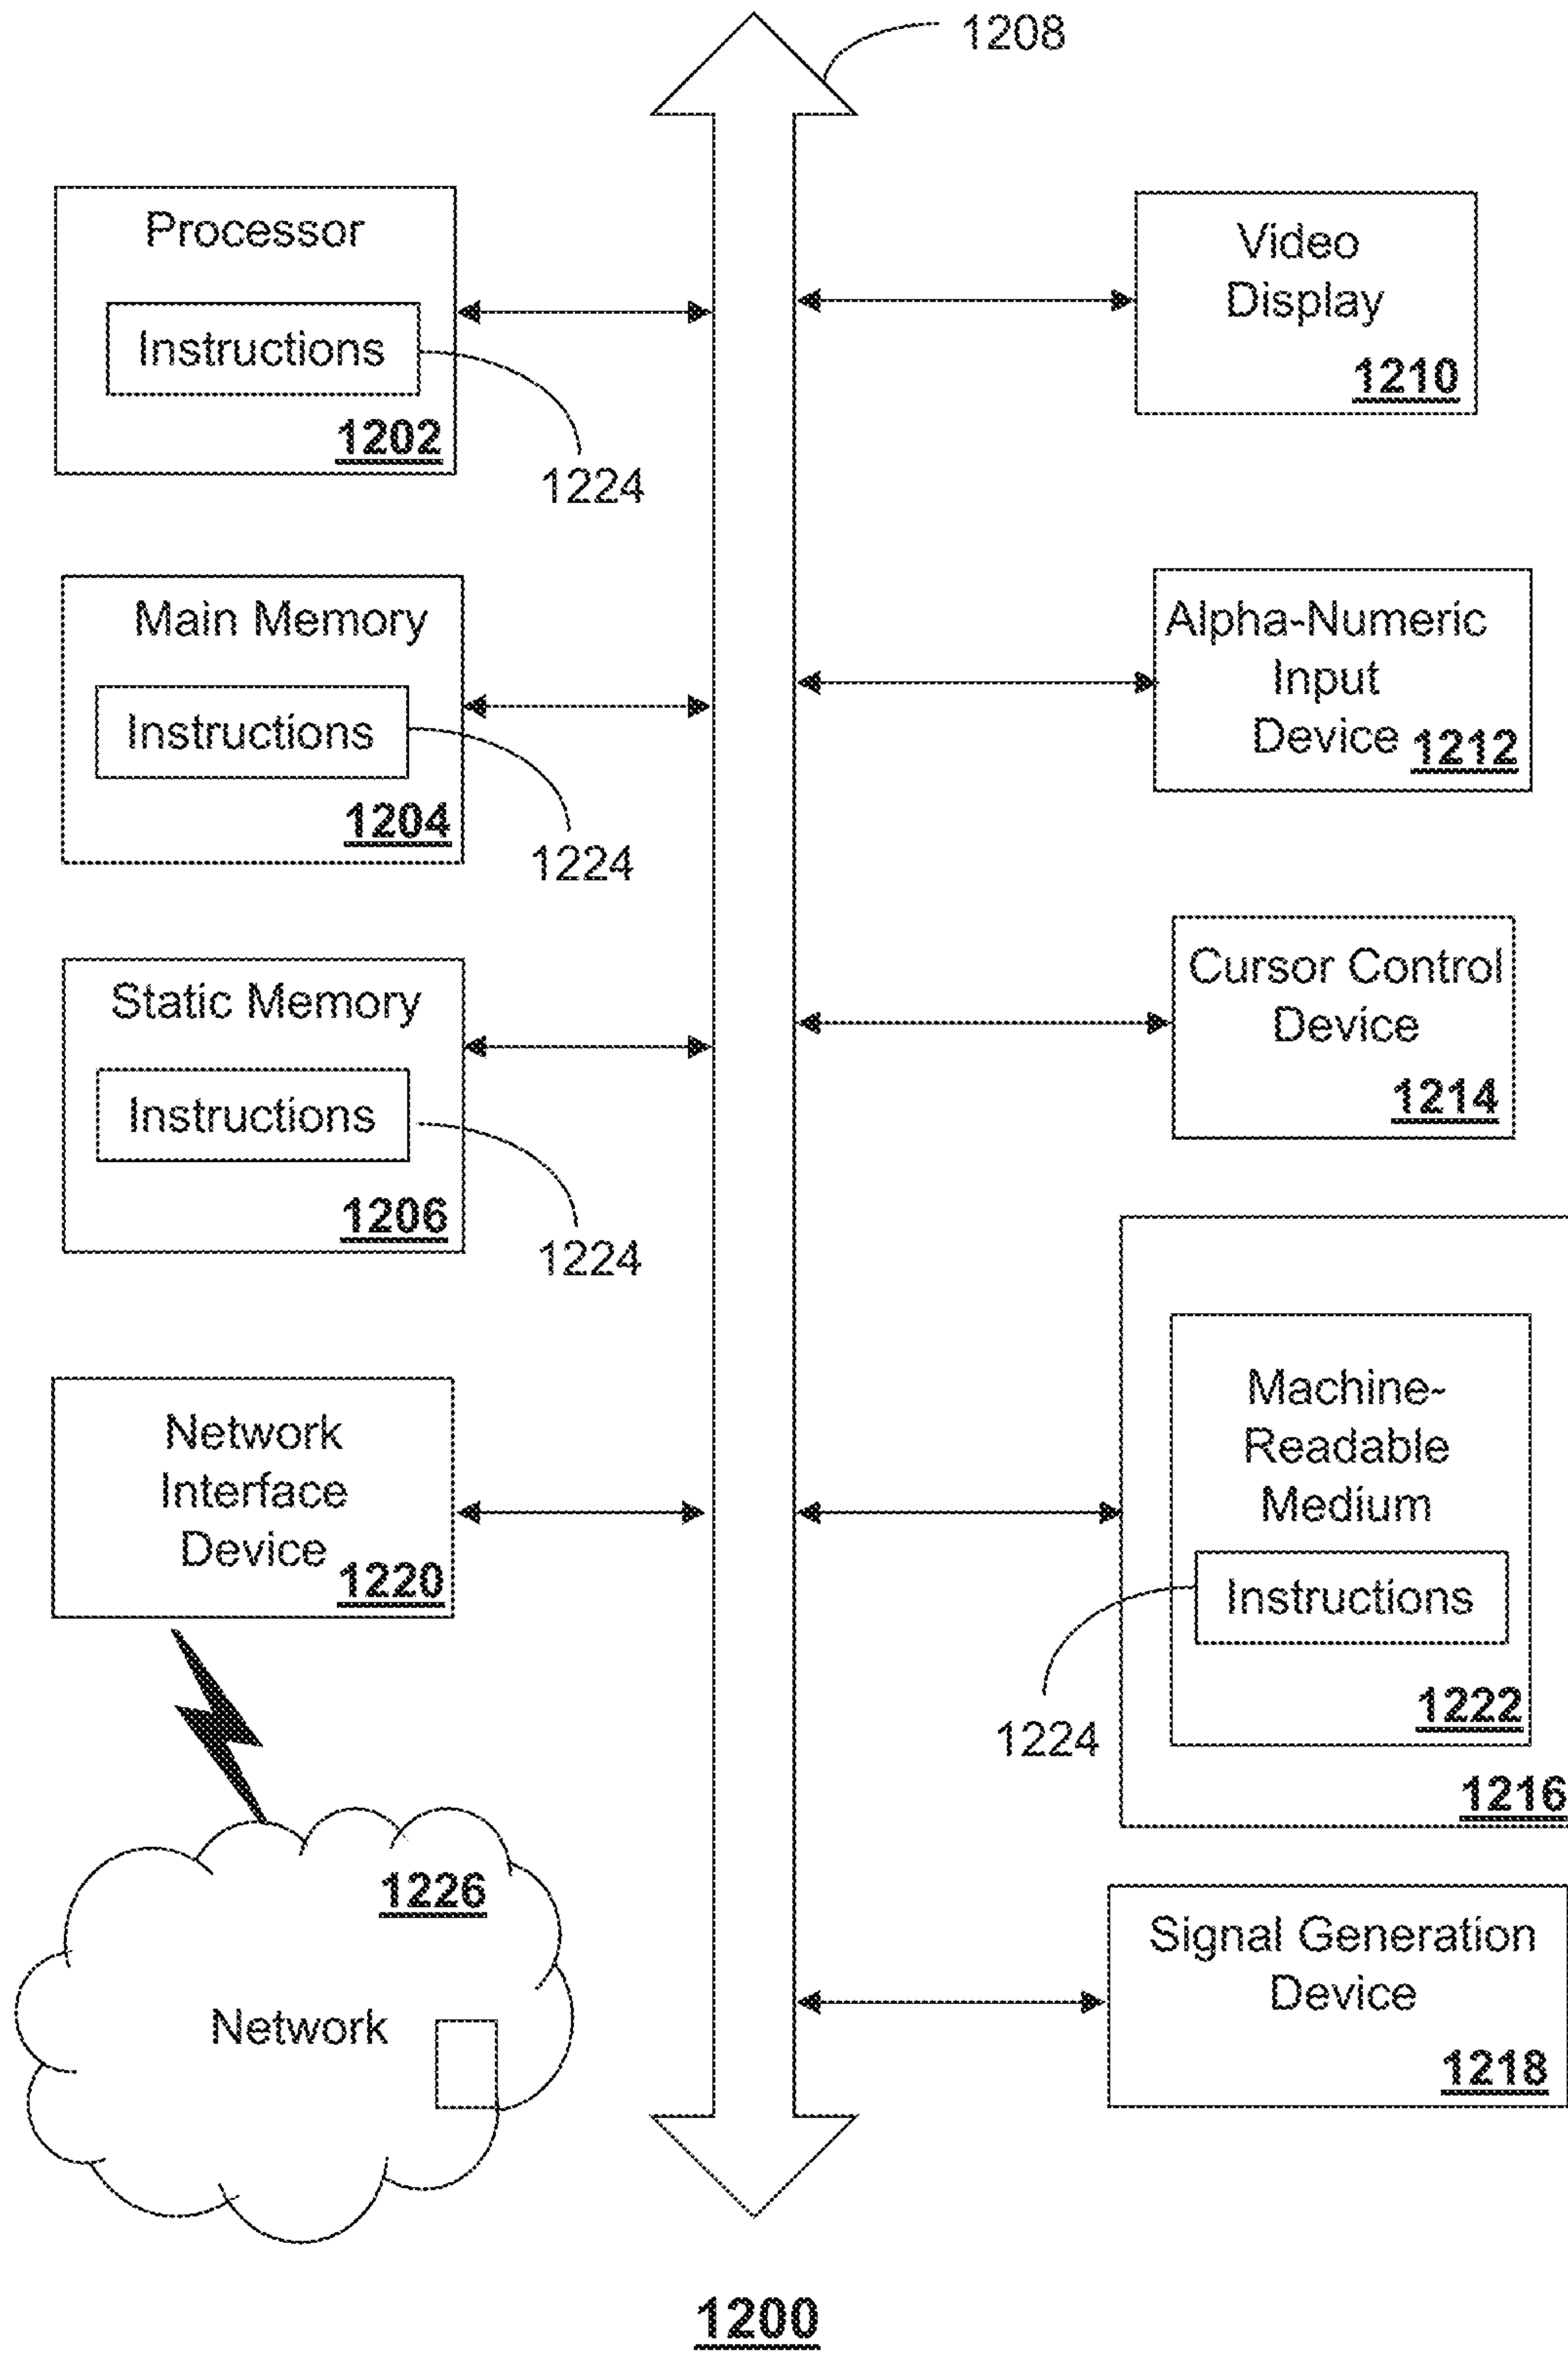 1208
Processor
Instructions
1202
1224
Main Memory
Instructions
1204
1224
Static Memory
Instructions
1206
1224
Network
Interface
Device
1220
1226
Network
Video
Display
1210
Alpha-Numeric
Input
Device
1212
Cursor Control
Device
1214
Machine-
Readable
Medium
Instructions
1222
1224
1216
Signal Generation
Device
1218
1200